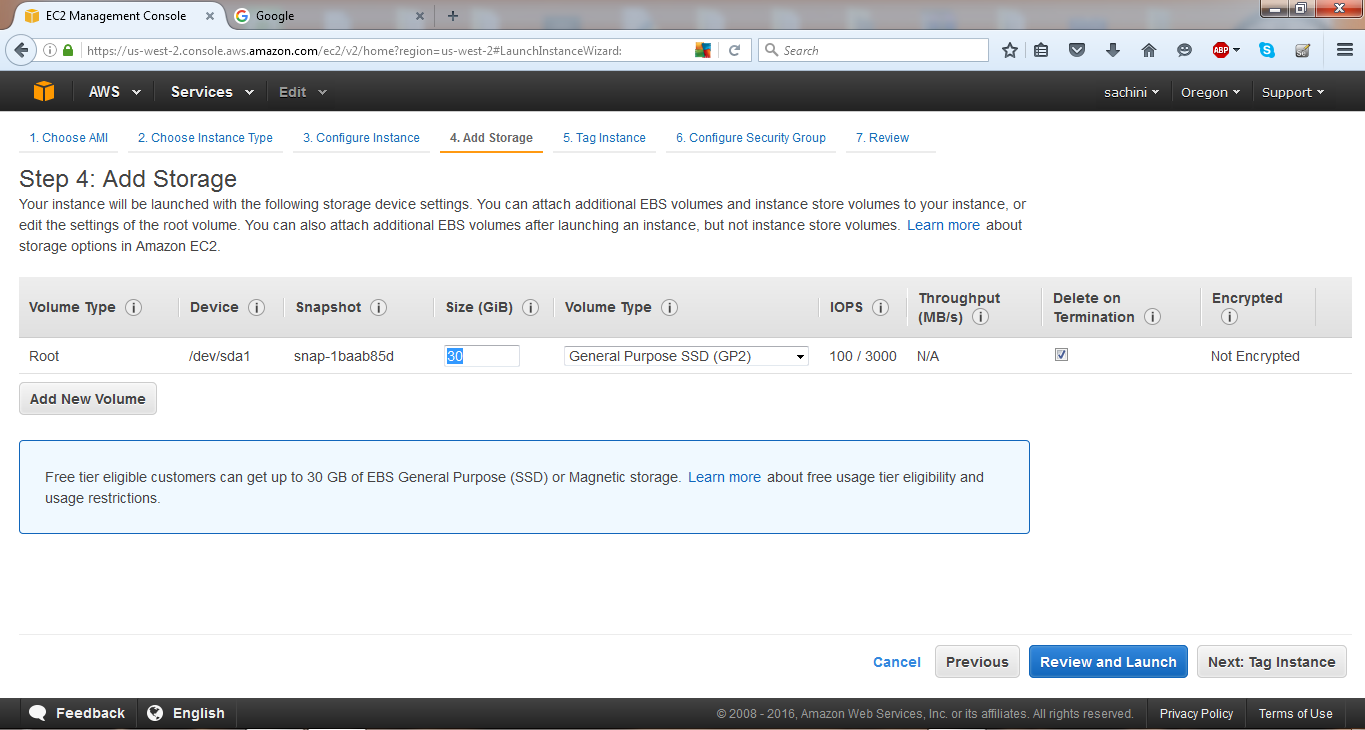 EC2 Management Console
Google
https://us-west-2.console.aws.amazon.com/ec2/v2/home?region=us-west-2#LaunchInstanceWizard:
Search
ABP
AWS
Services
Edit
sachini
Oregon
Support
1. Choose AMI
2. Choose Instance Type
3. Configure Instance
4. Add Storage
5. Tag Instance
6. Configure Security Group
7. Review
Step 4: Add Storage
Your instance will be launched with the following storage device settings. You can attach additional EBS volumes and instance store volumes to your instance, or
edit the settings of the root volume. You can also attach additional EBS volumes after launching an instance, but not instance store volumes. Learn more about
storage options in Amazon EC2.
Volume Type
Device
Snapshot
Size (GiB)
Volume Type
IOPS
Throughput
(MB/s)
Delete on
Termination
Encrypted
Root
/dev/sda1
snap-1baab85d
30
General Purpose SSD (GP2)
100 / 3000
N/A
Not Encrypted
Add New Volume
Free tier eligible customers can get up to 30 GB of EBS General Purpose (SSD) or Magnetic storage. Learn more about free usage tier eligibility and
usage restrictions.
Cancel
Previous
Review and Launch
Next: Tag Instance
Feedback
English
© 2008 - 2016, Amazon Web Services, Inc. or its affiliates. All rights reserved.
Privacy Policy
Terms of Use